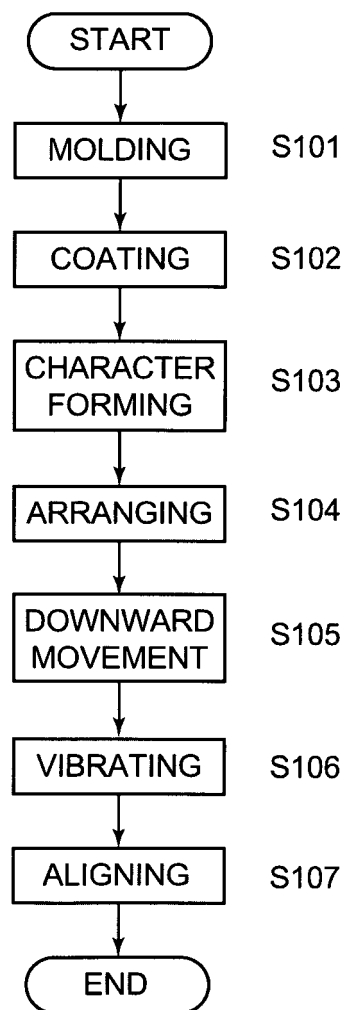 START
MOLDING S101
COATING S102
CHARACTER
FORMING S103
ARRANGING S104
DOWNWARD
MOVEMENT S105
VIBRATING S106
ALIGNING S107
END